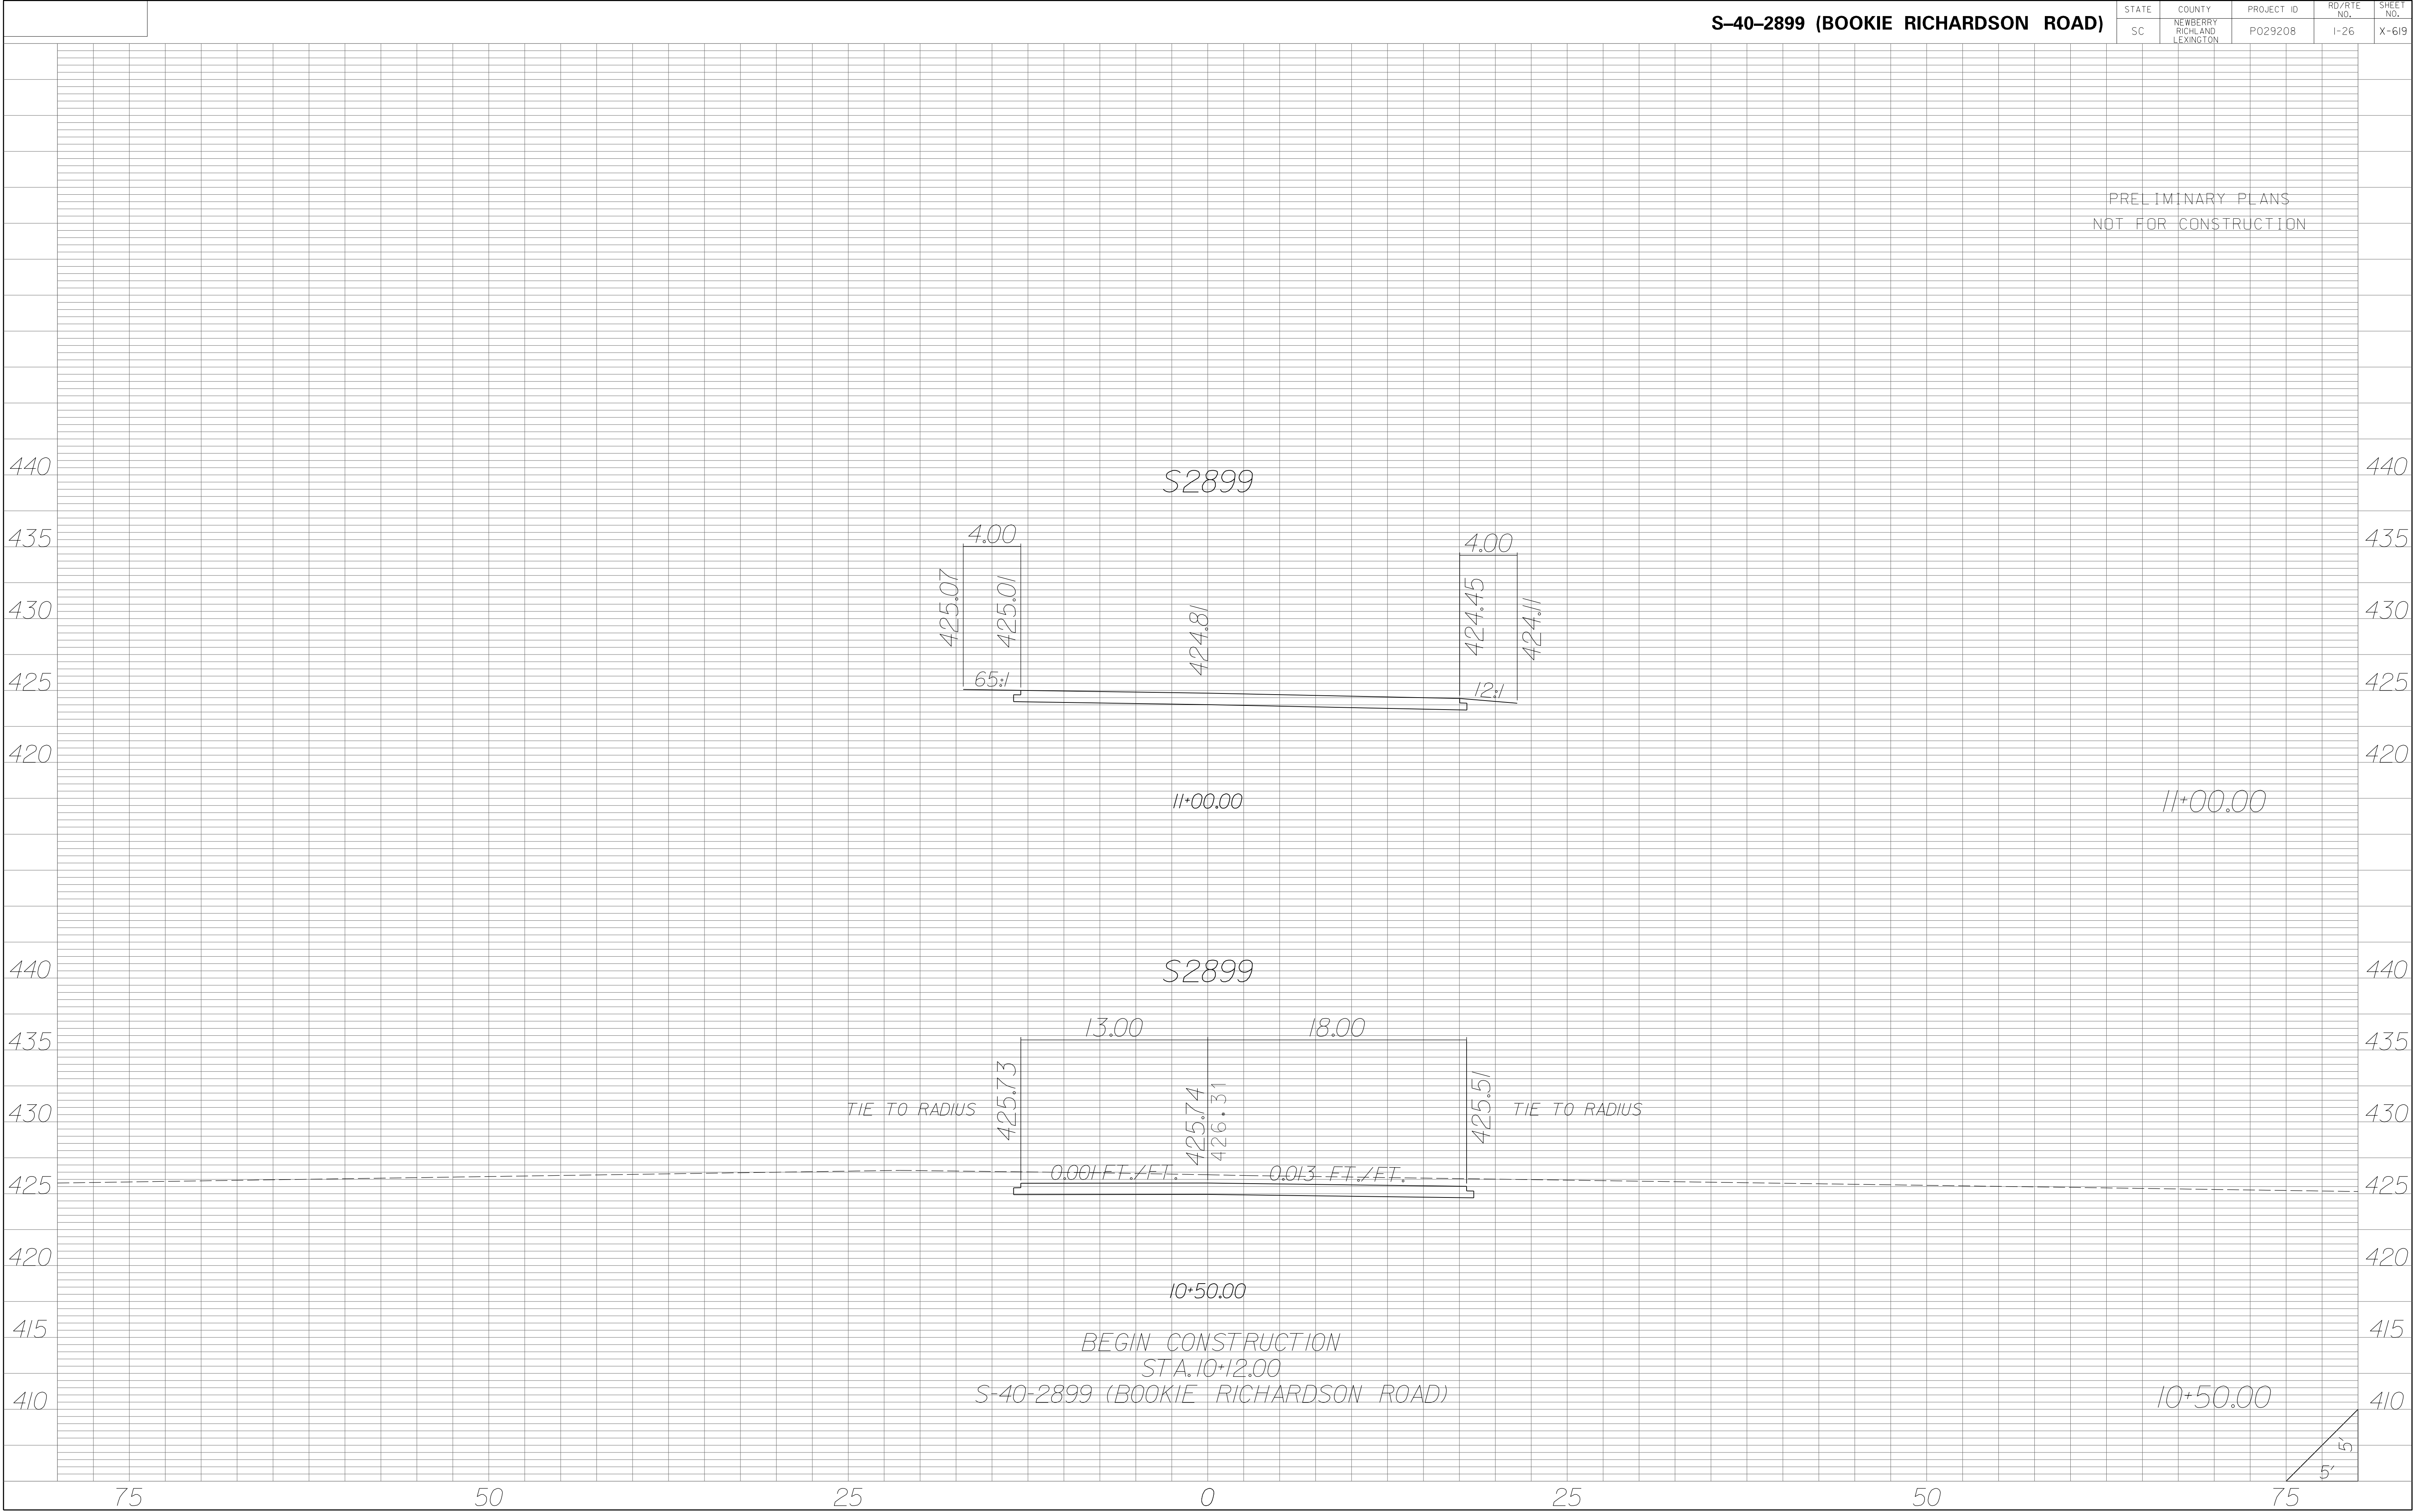 S–40–2899 (BOOKIE RICHARDSON ROAD)
STATE COUNTY PROJECT ID RD/RTE NO. SHEET NO.
SC NEWBERRY RICHLAND LEXINGTON P029208 I-26 X-619
PRELIMINARY PLANS
NOT FOR CONSTRUCTION
440 S2899 440
435 4.00 4.00 435
425.07 425.01 424.81 424.45 424.11
430 430
425 65:1 12:1 425
420 420
11+00.00 11+00.00
440 S2899 440
435 13.00 18.00 435
425.73 425.74 426.31 425.51
430 TIE TO RADIUS TIE TO RADIUS 430
0.001 FT./FT. 0.013 FT./FT.
425 425
420 420
10+50.00
415 BEGIN CONSTRUCTION 415
STA.10+12.00
410 S-40-2899 (BOOKIE RICHARDSON ROAD) 10+50.00 410
5'
5'
75 50 25 0 25 50 75